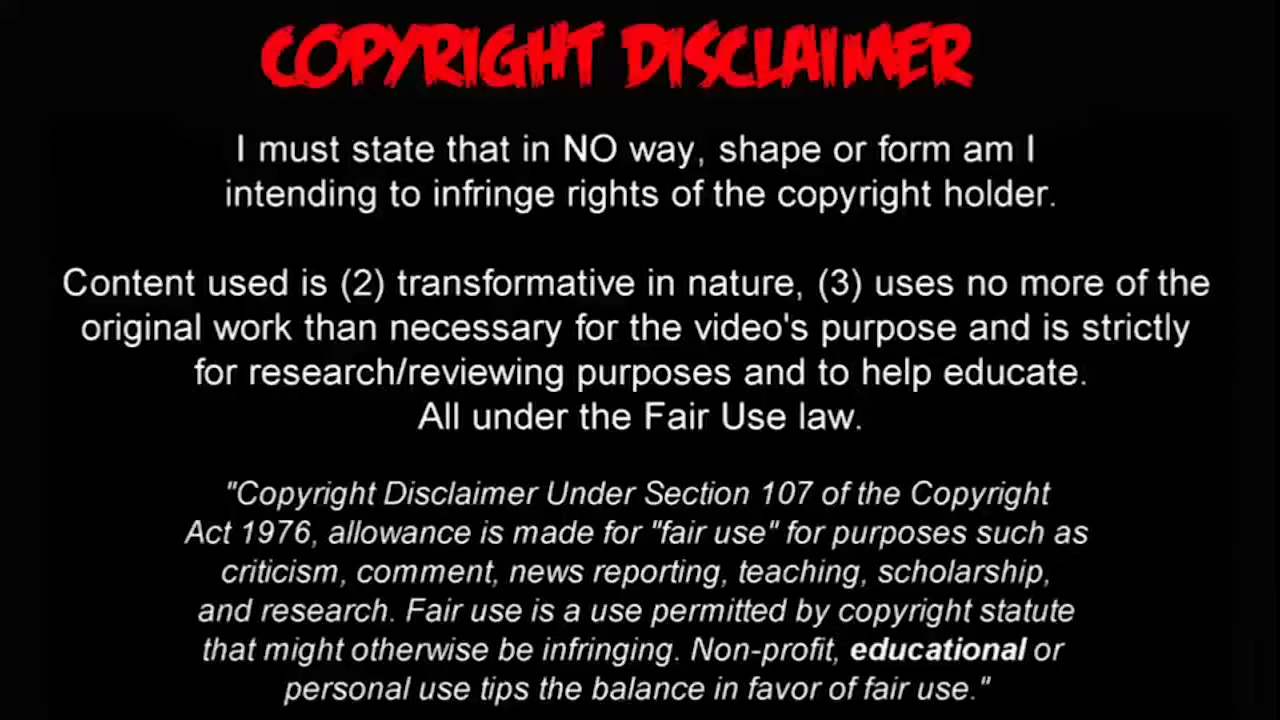 COPYRIGHT DISCLAIMER
I must state that in NO way, shape or form am I
intending to infringe rights of the copyright holder.
Content used is (2) transformative in nature, (3) uses no more of the
original work than necessary for the video's purpose and is strictly
for research/reviewing purposes and to help educate.
All under the Fair Use law.
"Copyright Disclaimer Under Section 107 of the Copyright
Act 1976, allowance is made for "fair use" for purposes such as
criticism, comment, news reporting, teaching, scholarship,
and research. Fair use is a use permitted by copyright statute
that might otherwise be infringing. Non-profit, educational or
personal use tips the balance in favor of fair use."